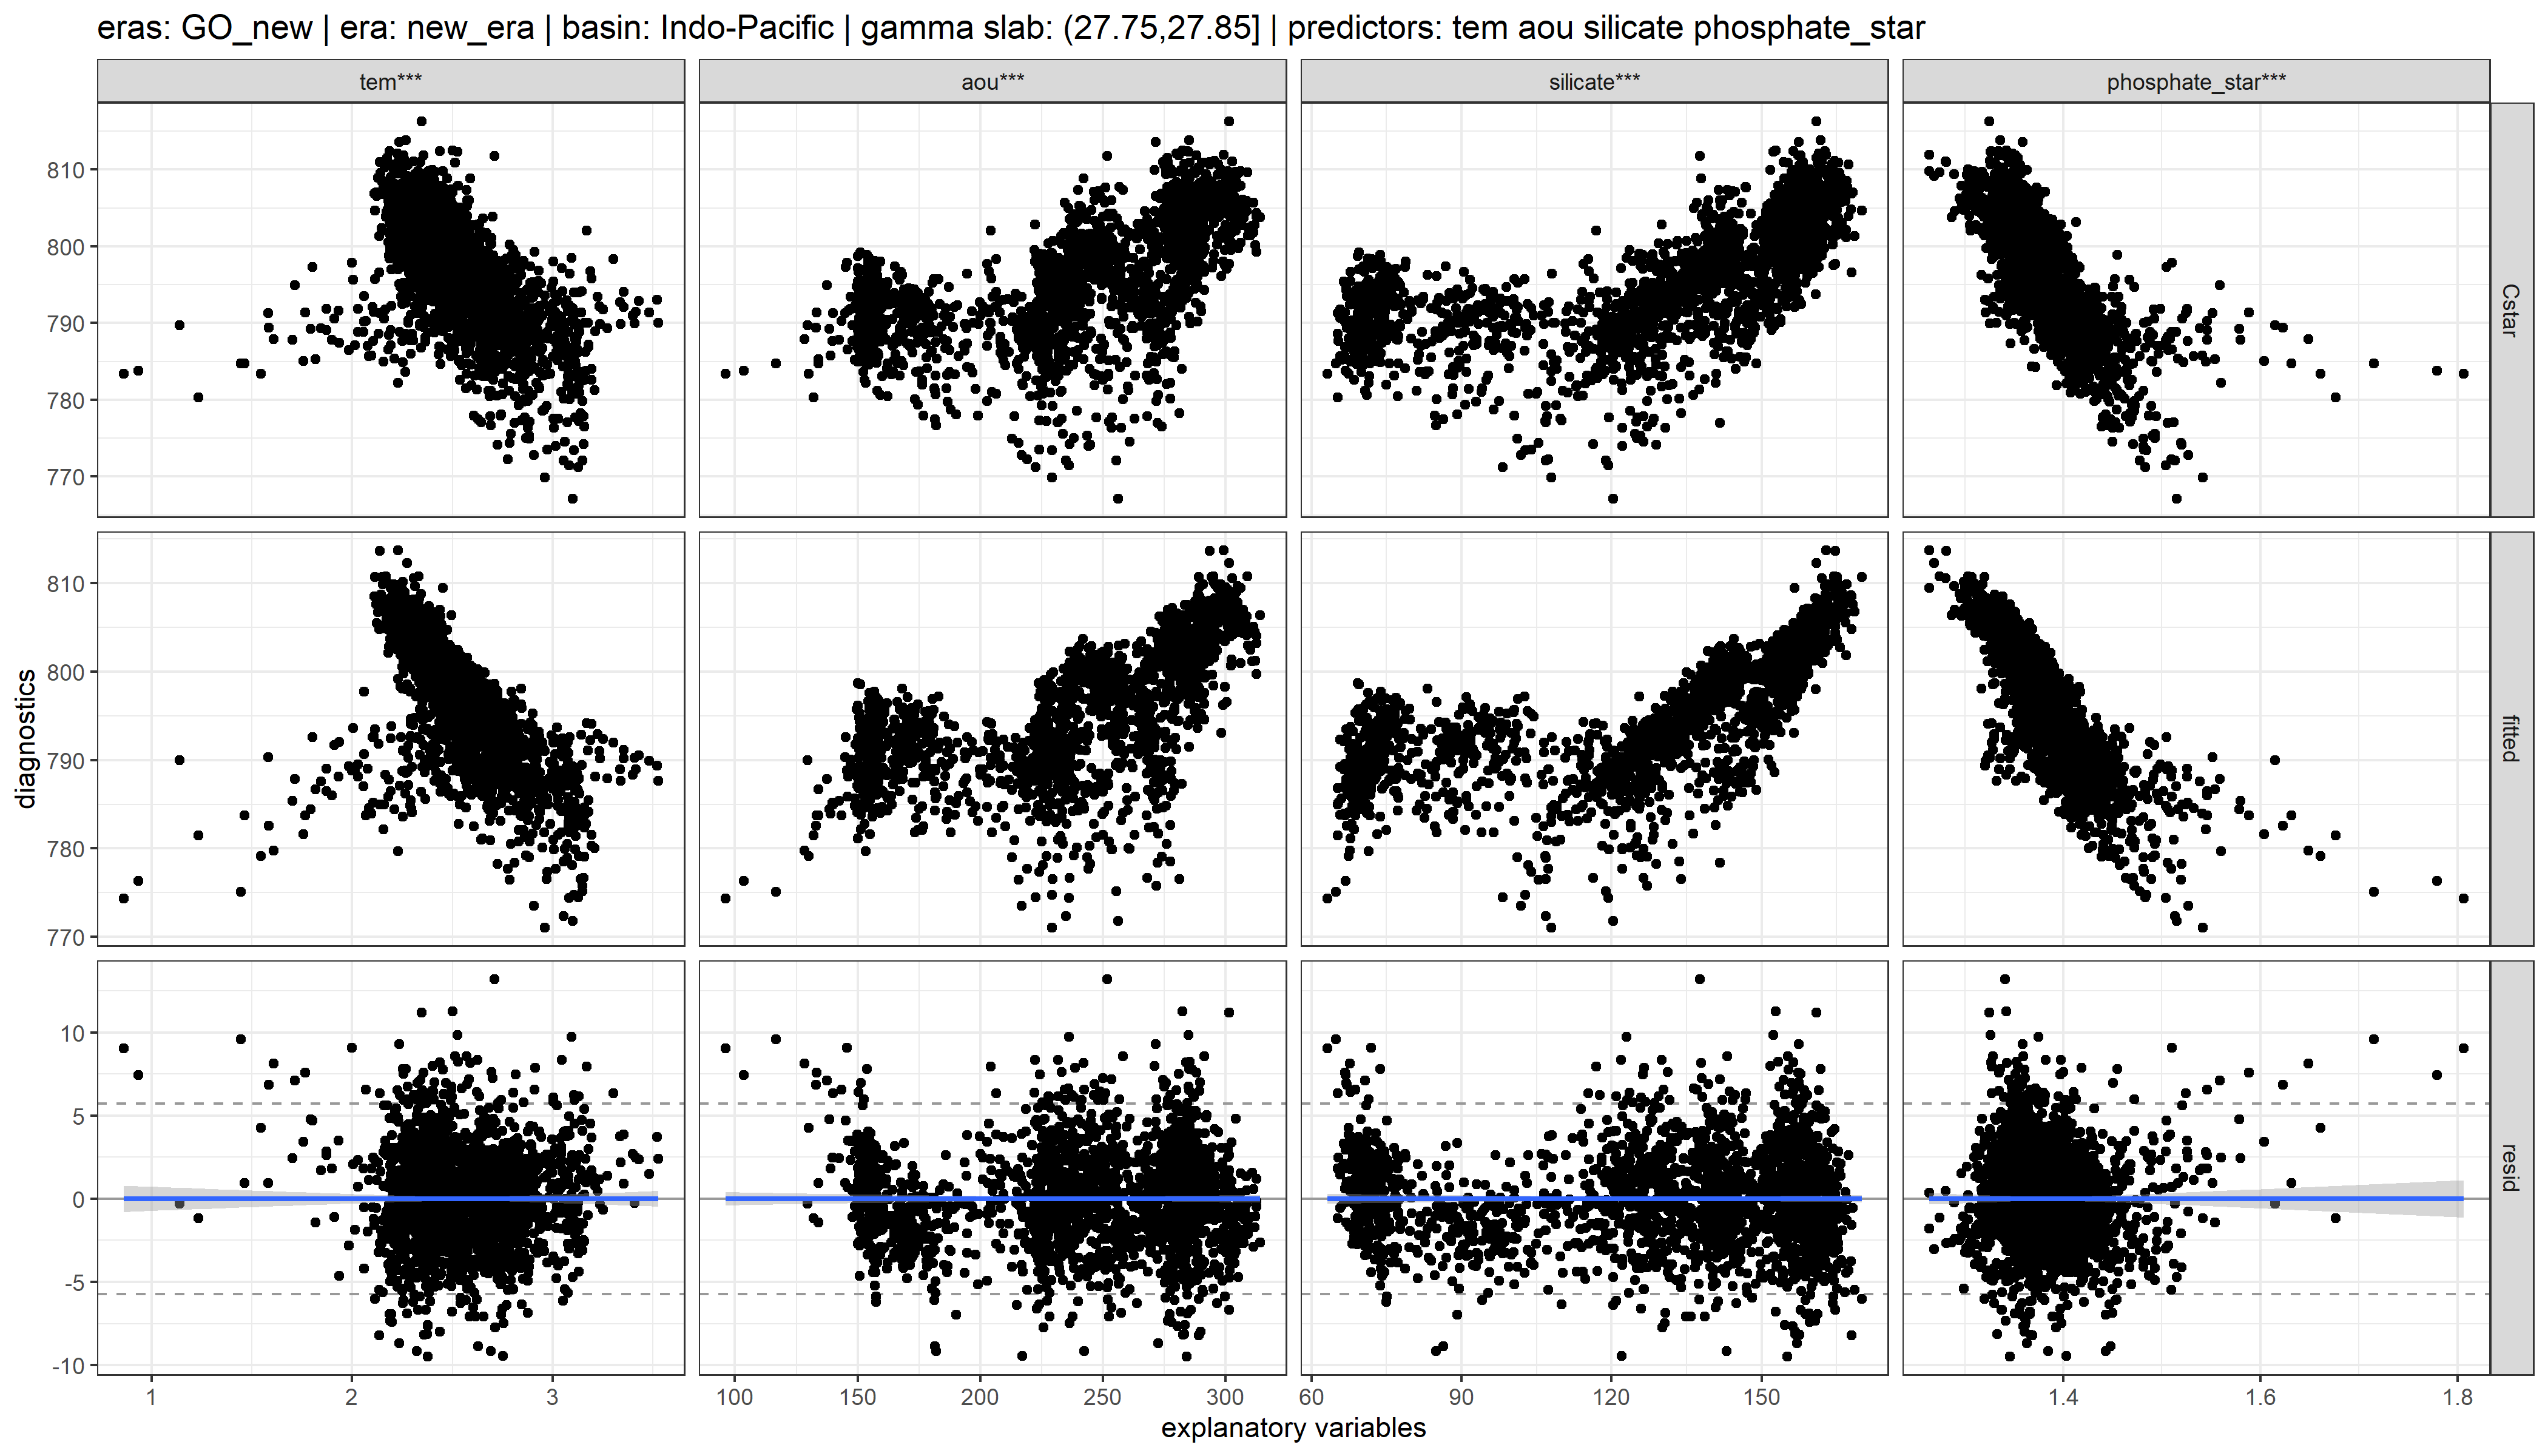 eras: GO_new | era: new_era | basin: Indo-Pacific | gamma slab: (27.75,27.85] | predictors: tem aou silicate phosphate_star
tem*** aou*** silicate*** phosphate_star***
810
800
790
780
770
Cstar
810
800
790
780
770
fitted
diagnostics
10
5
0
-5
-10
resid
1 2 3 100 150 200 250 300 60 90 120 150 1.4 1.6 1.8
explanatory variables